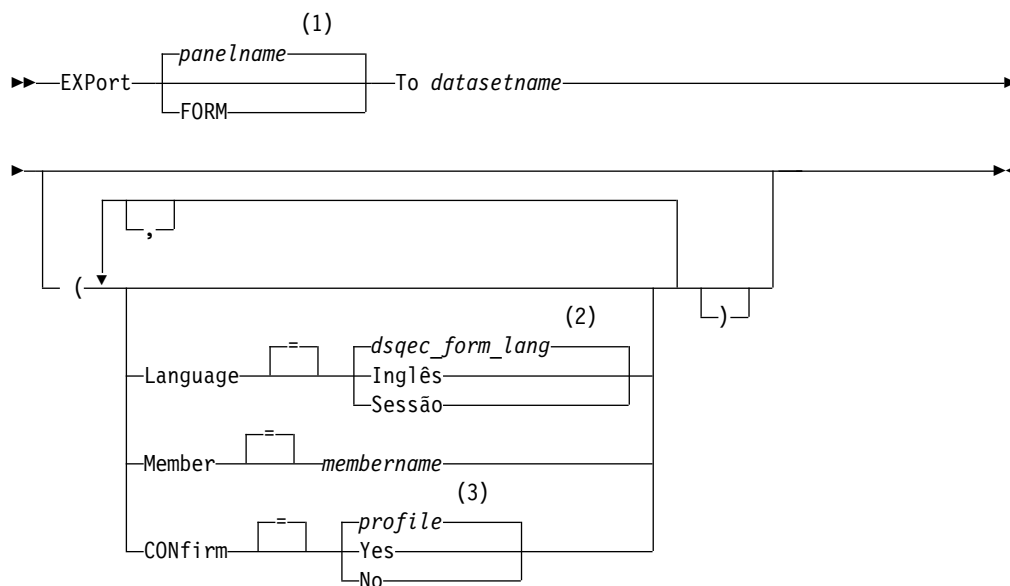 (1)
panelname
EXPort To datasetname
FORM
,
(
)
(2)
= dsqec_form_lang
Language Inglês
Sessão
=
Member membername
(3)
= profile
CONfirm Yes
No